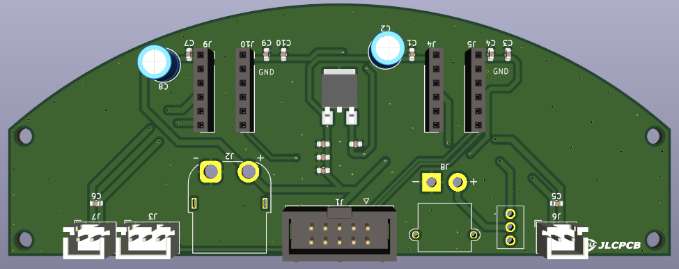 C7
J9
J10
C9
C10
C2
C1
J4
J5
C4
C3
GND
GND
C8
-
J2
+
J8
-
+
C6
J7
J3
J1
C5
J6
JLCPCB